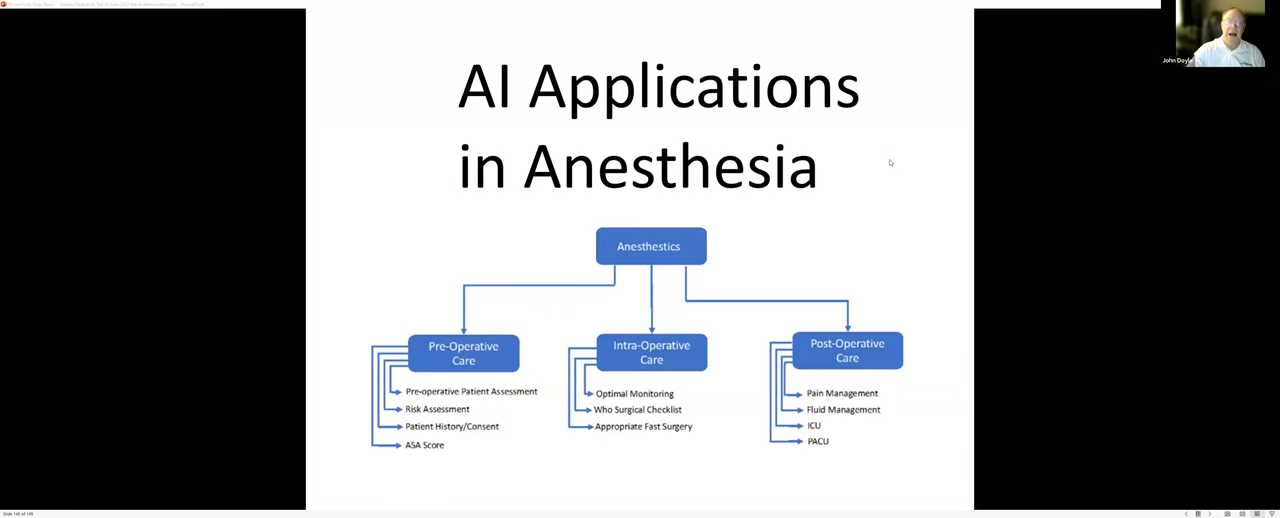 John Doyle
AI Applications
in Anesthesia
Anesthestics
Pre-Operative
Care
Intra-Operative
Care
Post-Operative
Care
Pre-operative Patient Assessment
Risk Assessment
Patient History/Consent
ASA Score
Optimal Monitoring
Who Surgical Checklist
Appropriate Fast Surgery
Pain Management
Fluid Management
ICU
PACU